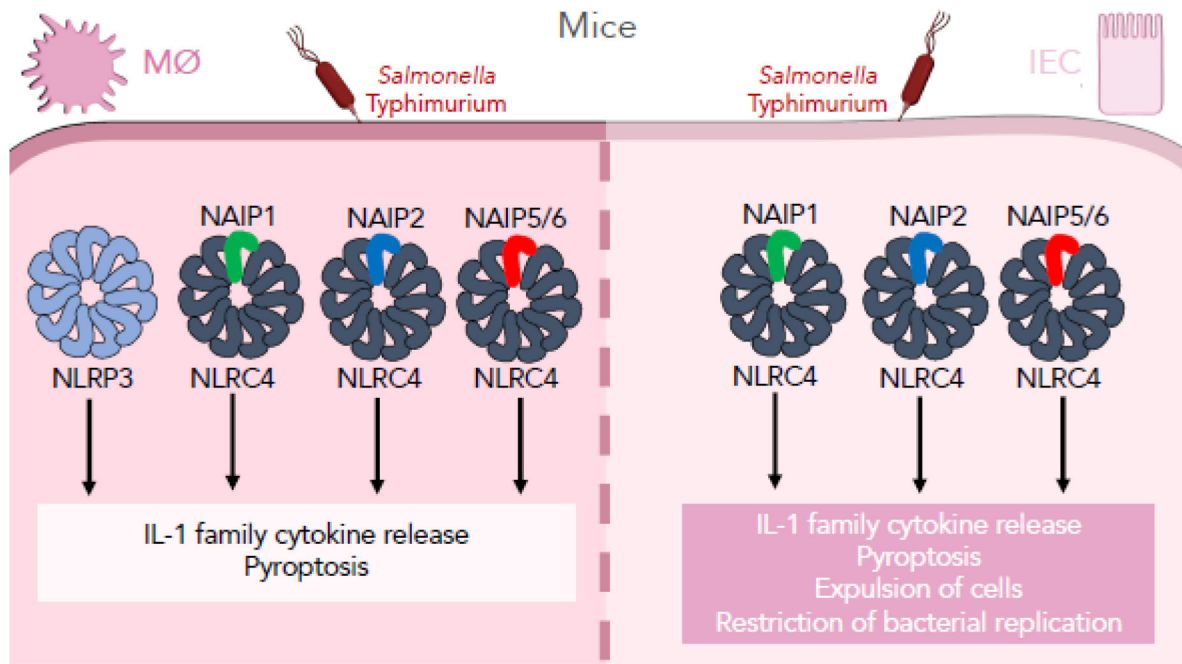 Mice
MØ
Salmonella
Typhimurium
Salmonella
Typhimurium
IEC
NAIP1
NAIP2
NAIP5/6
NLRP3
NLRC4
NLRC4
NLRC4
IL-1 family cytokine release
Pyroptosis
NAIP1
NAIP2
NAIP5/6
NLRC4
NLRC4
NLRC4
IL-1 family cytokine release
Pyroptosis
Expulsion of cells
Restriction of bacterial replication